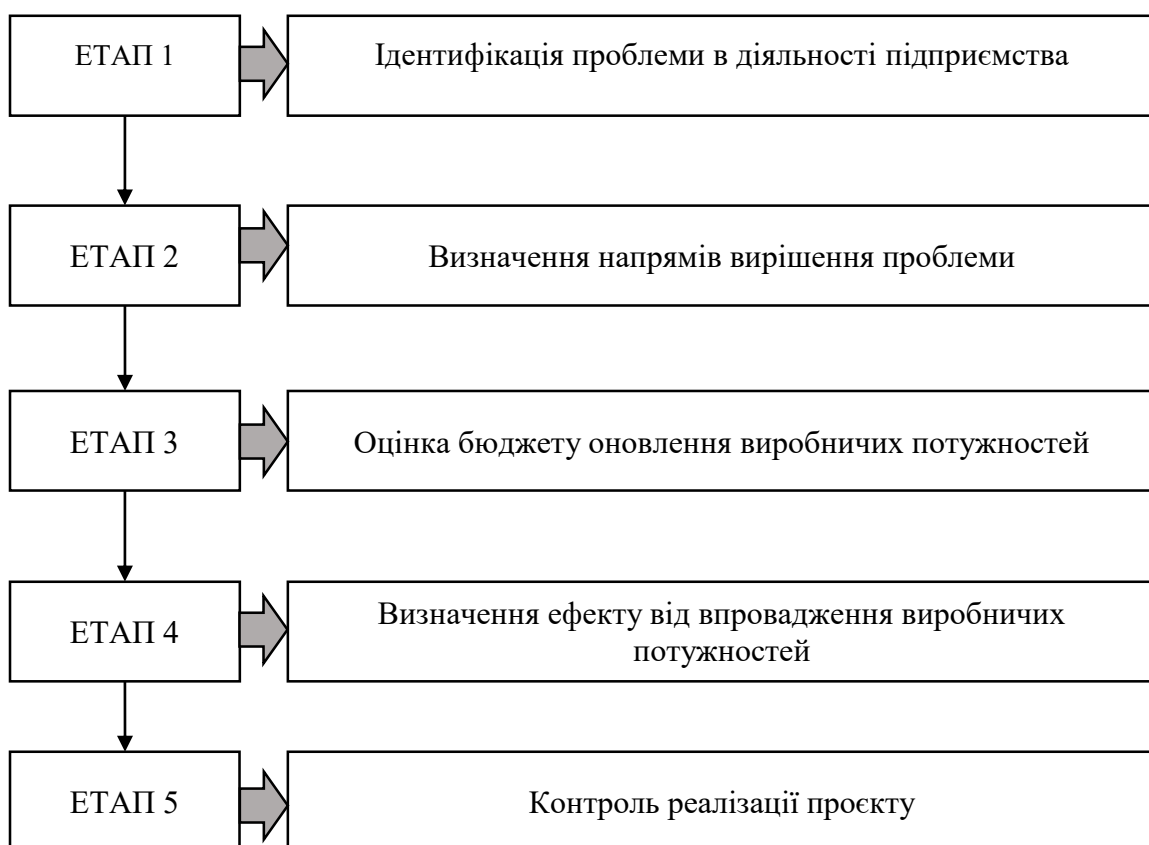 ЕТАП 1
Ідентифікація проблеми в діяльності підприємства
ЕТАП 2
Визначення напрямів вирішення проблеми
ЕТАП 3
Оцінка бюджету оновлення виробничих потужностей
ЕТАП 4
Визначення ефекту від впровадження виробничих
потужностей
ЕТАП 5
Контроль реалізації проєкту